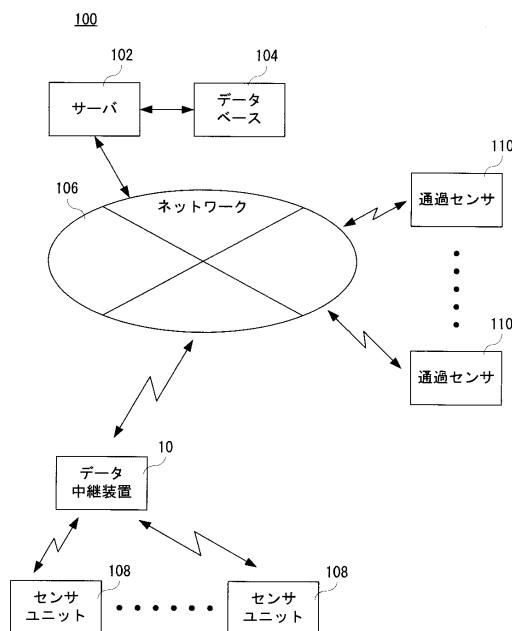 100
102
104
サーバ
データ
ベース
106
ネットワーク
110
通過センサ
110
通過センサ
10
データ
中継装置
108
センサ
ユニット
108
センサ
ユニット